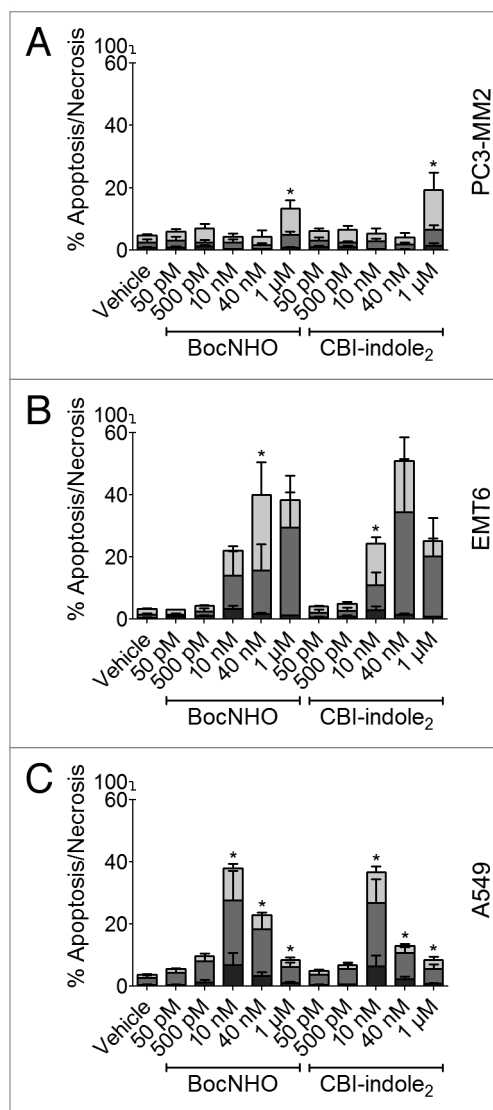 A
100
60
40
20
0
% Apoptosis/Necrosis
* *
Vehicle 50 pM 500 pM 10 nM 40 nM 1 µM 50 pM 500 pM 10 nM 40 nM 1 µM
BocNHO CBI-indole₂
PC3-MM2
B
100
60
40
20
0
% Apoptosis/Necrosis
* *
Vehicle 50 pM 500 pM 10 nM 40 nM 1 µM 50 pM 500 pM 10 nM 40 nM 1 µM
BocNHO CBI-indole₂
EMT6
C
100
60
40
20
0
% Apoptosis/Necrosis
* * * * * *
Vehicle 50 pM 500 pM 10 nM 40 nM 1 µM 50 pM 500 pM 10 nM 40 nM 1 µM
BocNHO CBI-indole₂
A549